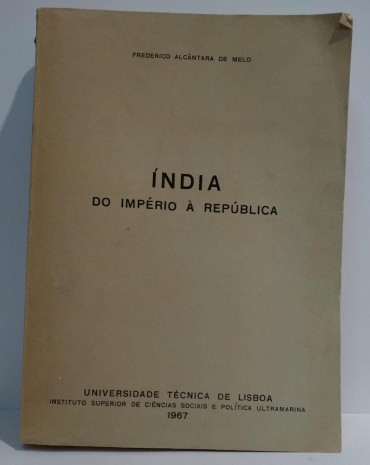 FREDERICO ALCÂNTARA DE MELO
ÍNDIA
DO IMPÉRIO À REPÚBLICA
UNIVERSIDADE TÉCNICA DE LISBOA
INSTITUTO SUPERIOR DE CIÊNCIAS SOCIAIS E POLÍTICA ULTRAMARINA
1967